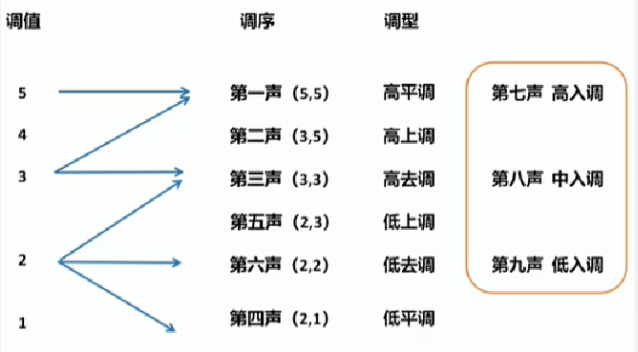 调值 调序 调型
5 第一声（5,5） 高平调 第七声 高入调
4 第二声（3,5） 高上调
3 第三声（3,3） 高去调 第八声 中入调
第五声（2,3） 低上调
2 第六声（2,2） 低去调 第九声 低入调
1 第四声（2,1） 低平调